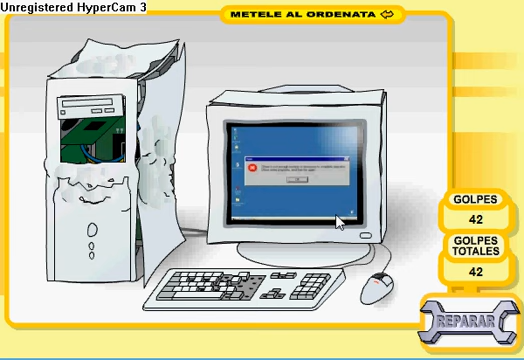 Unregistered HyperCam 3
METELE AL ORDENATA
GOLPES
42
GOLPES
TOTALES
42
REPARAR